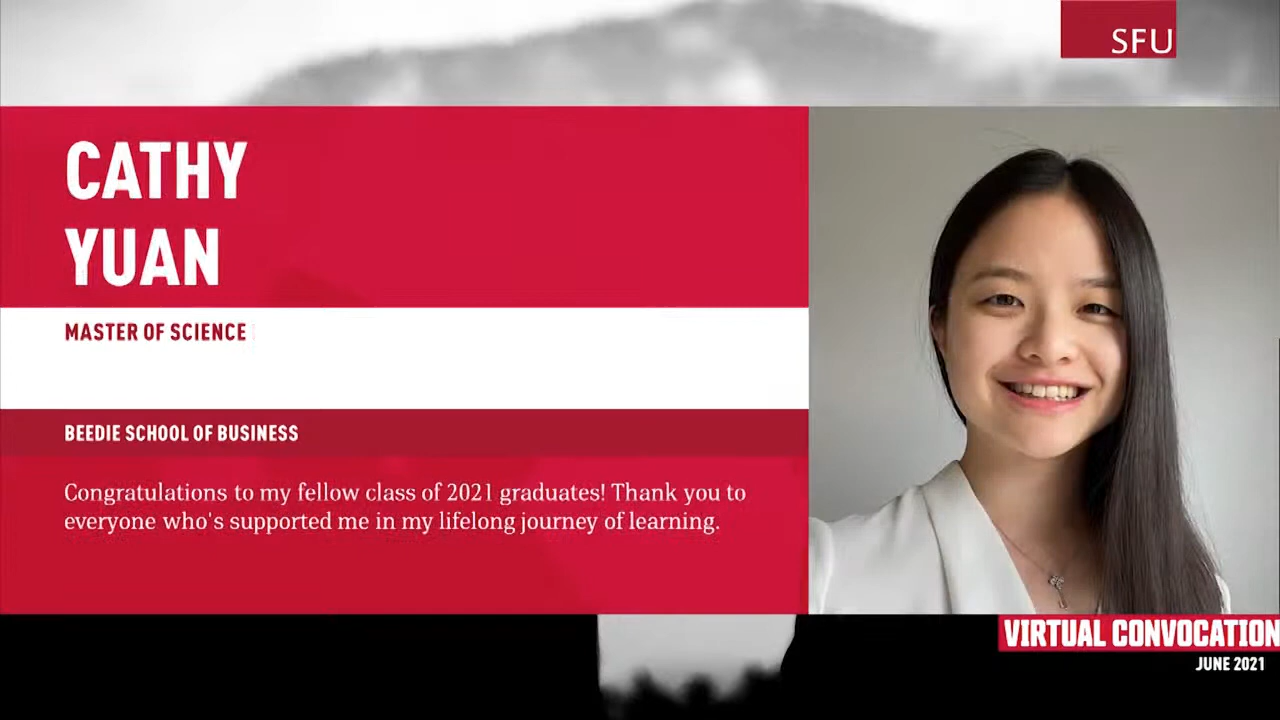 SFU
CATHY
YUAN
MASTER OF SCIENCE
BEEDIE SCHOOL OF BUSINESS
Congratulations to my fellow class of 2021 graduates! Thank you to
everyone who's supported me in my lifelong journey of learning.
VIRTUAL CONVOCATION
JUNE 2021